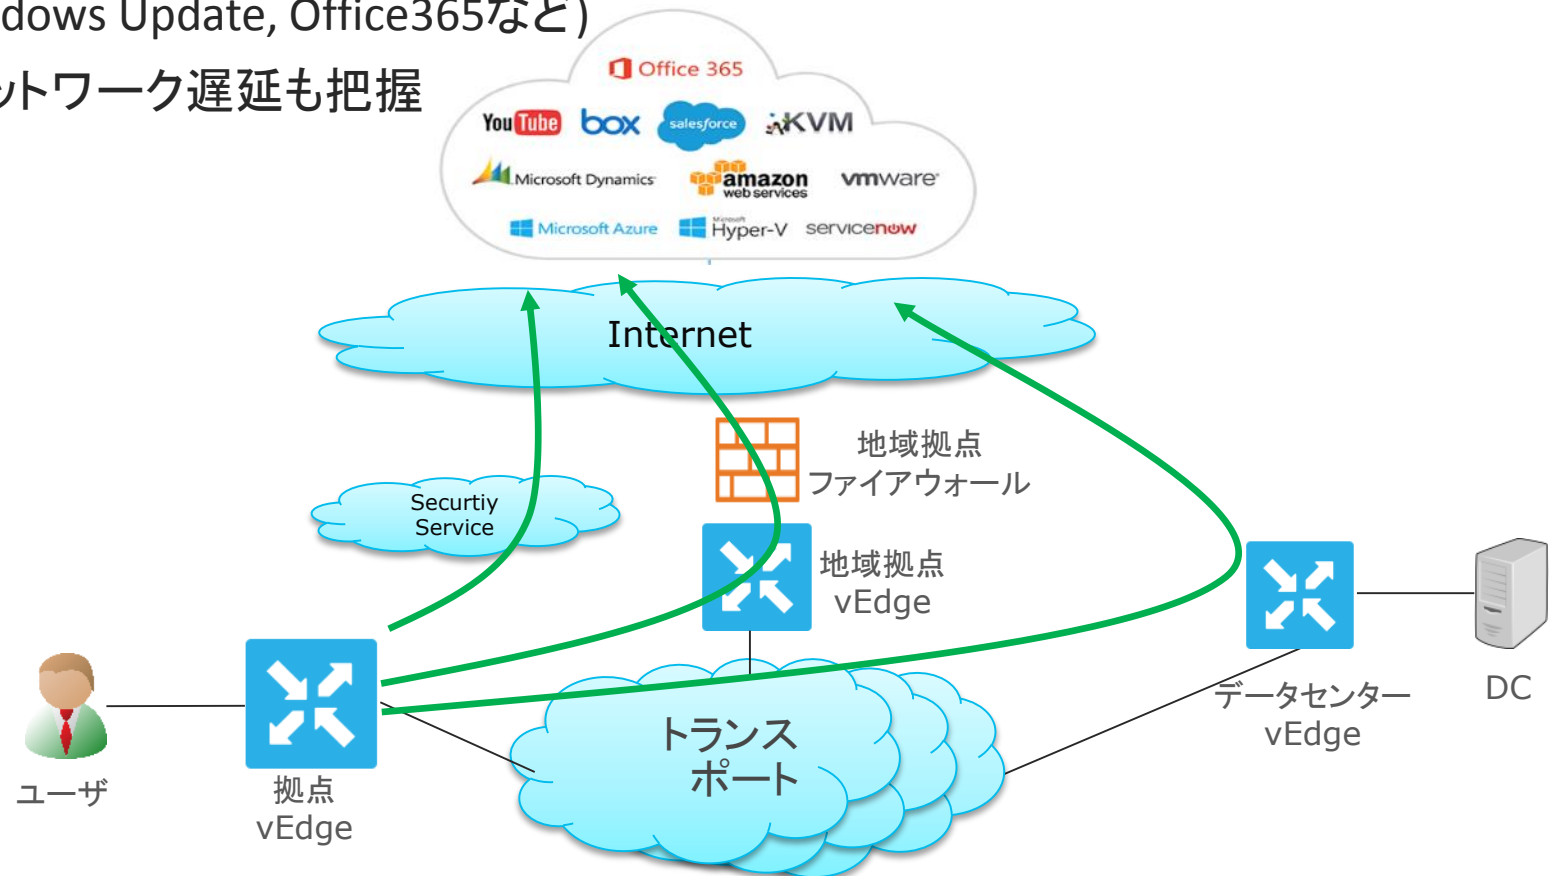 dows Update, Office365など)
ットワーク遅延も把握
Office 365
YouTube box salesforce KVM
Microsoft Dynamics amazon web services vmware
Microsoft Azure Microsoft Hyper-V servicenow
Internet
地域拠点
ファイアウォール
Securtiy
Service
地域拠点
vEdge
トランス
ポート
データセンター
vEdge
DC
ユーザ
拠点
vEdge